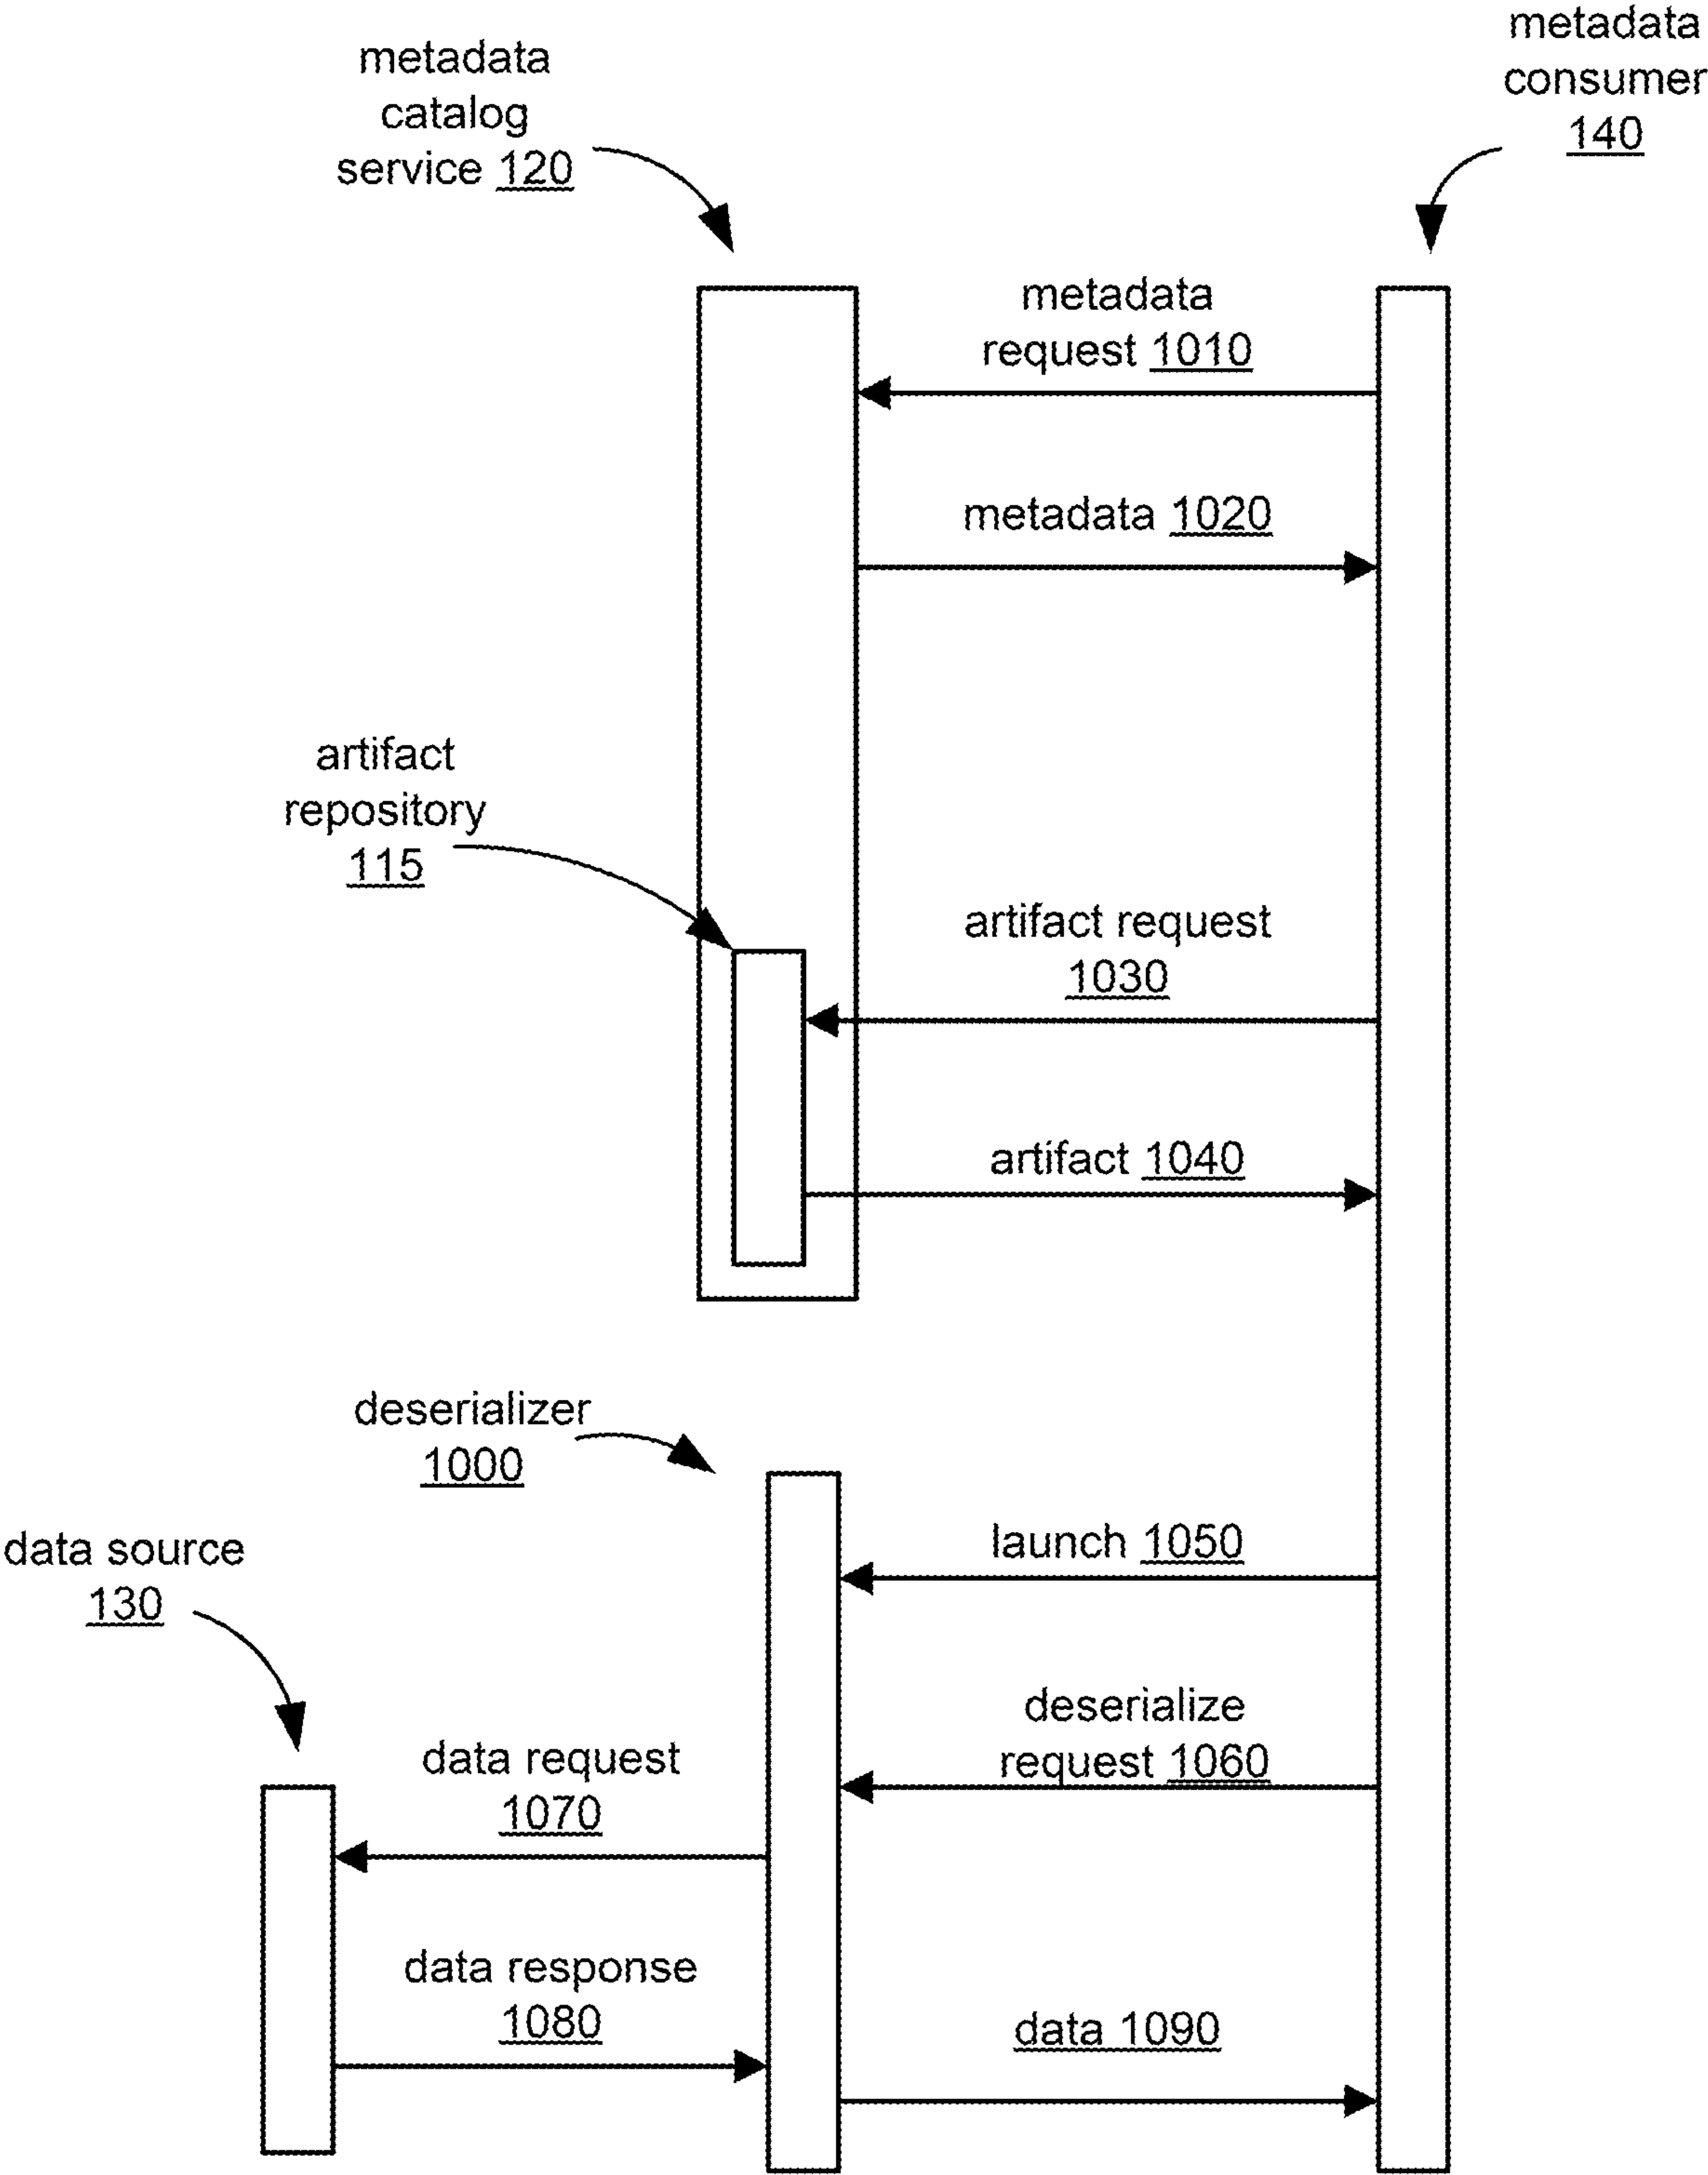 metadata
catalog
service 120
metadata
consumer
140
metadata
request 1010
metadata 1020
artifact
repository
115
artifact request
1030
artifact 1040
deserializer
1000
launch 1050
data source
130
deserialize
request 1060
data request
1070
data response
1080
data 1090